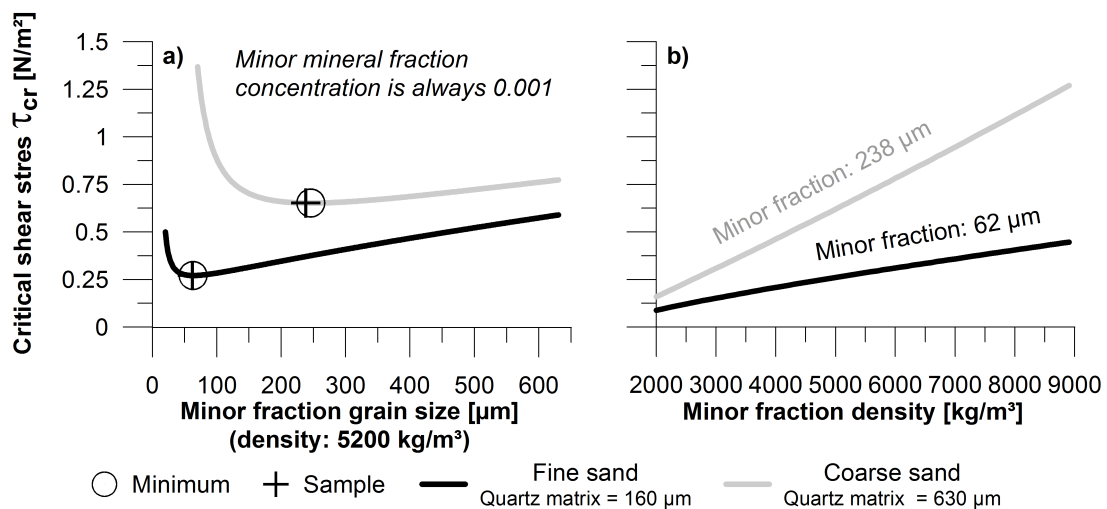 Critical shear stres τcr [N/m²]
1.5
1.25
1
0.75
0.5
0.25
0
a)
Minor mineral fraction
concentration is always 0.001
0 100 200 300 400 500 600
Minor fraction grain size [µm]
(density: 5200 kg/m³)
b)
Minor fraction: 238 µm
Minor fraction: 62 µm
2000 3000 4000 5000 6000 7000 8000 9000
Minor fraction density [kg/m³]
Minimum
Sample
Fine sand
Quartz matrix = 160 µm
Coarse sand
Quartz matrix = 630 µm